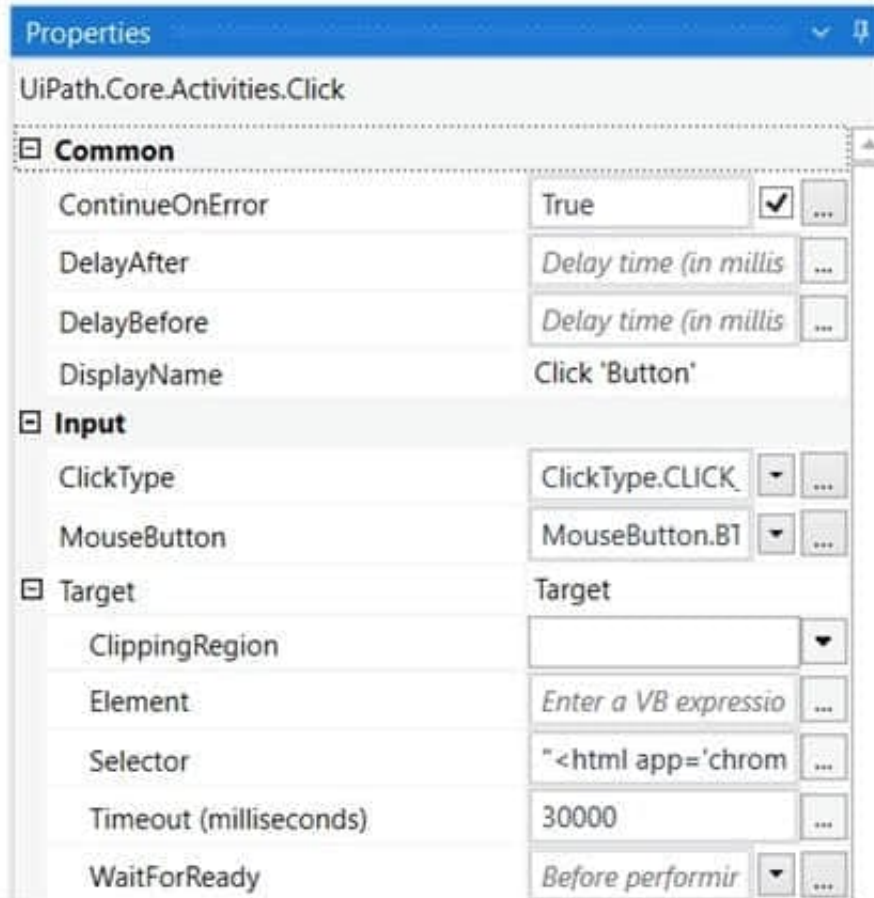 Properties
UiPath.Core.Activities.Click
Common
ContinueOnError True ...
DelayAfter Delay time (in millis ...
DelayBefore Delay time (in millis ...
DisplayName Click 'Button'
Input
ClickType ClickType.CLICK_ ...
MouseButton MouseButton.BT ...
Target Target
ClippingRegion
Element Enter a VB expressio ...
Selector "<html app='chrom ...
Timeout (milliseconds) 30000 ...
WaitForReady Before performin ...